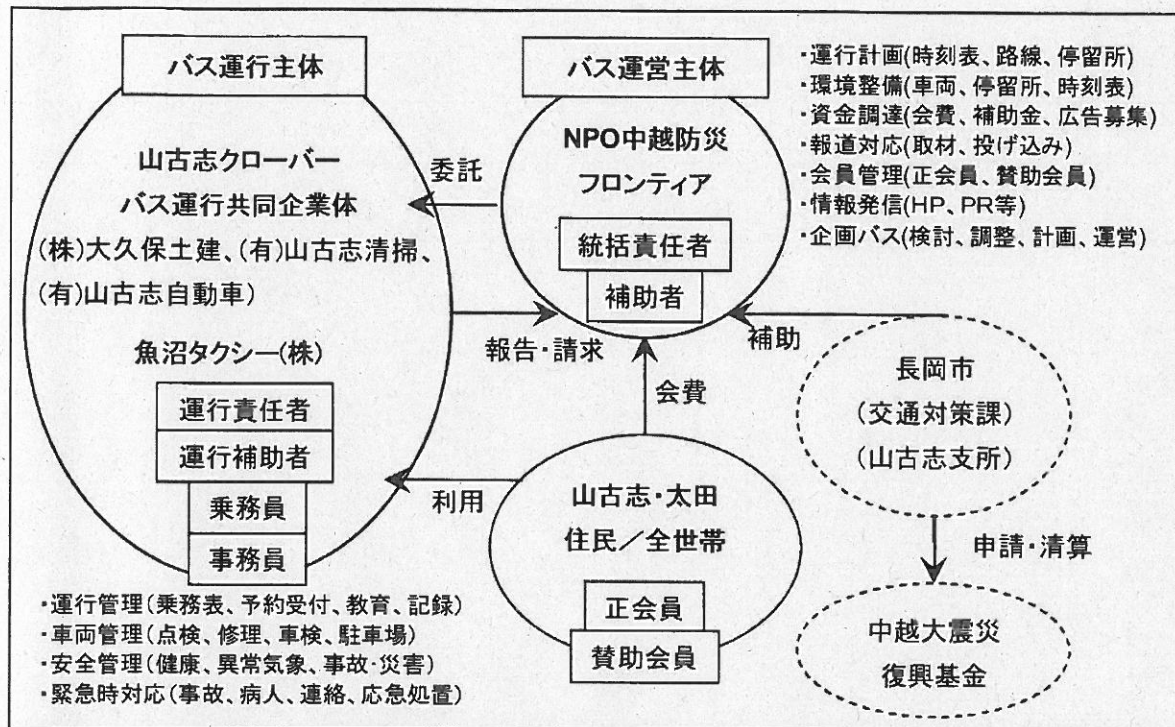 バス運行主体
山古志クローバー
バス運行共同企業体
(株)大久保土建、(有)山古志清掃、
(有)山古志自動車)
魚沼タクシー(株)
運行責任者
運行補助者
乗務員
事務員
・運行管理(乗務表、予約受付、教育、記録)
・車両管理(点検、修理、車検、駐車場)
・安全管理(健康、異常気象、事故・災害)
・緊急時対応(事故、病人、連絡、応急処置)
委託
報告・請求
利用
バス運営主体
NPO中越防災
フロンティア
統括責任者
補助者
・運行計画(時刻表、路線、停留所)
・環境整備(車両、停留所、時刻表)
・資金調達(会費、補助金、広告募集)
・報道対応(取材、投げ込み)
・会員管理(正会員、賛助会員)
・情報発信(HP、PR等)
・企画バス(検討、調整、計画、運営)
補助
会費
山古志・太田
住民／全世帯
正会員
賛助会員
長岡市
(交通対策課)
(山古志支所)
申請・清算
中越大震災
復興基金